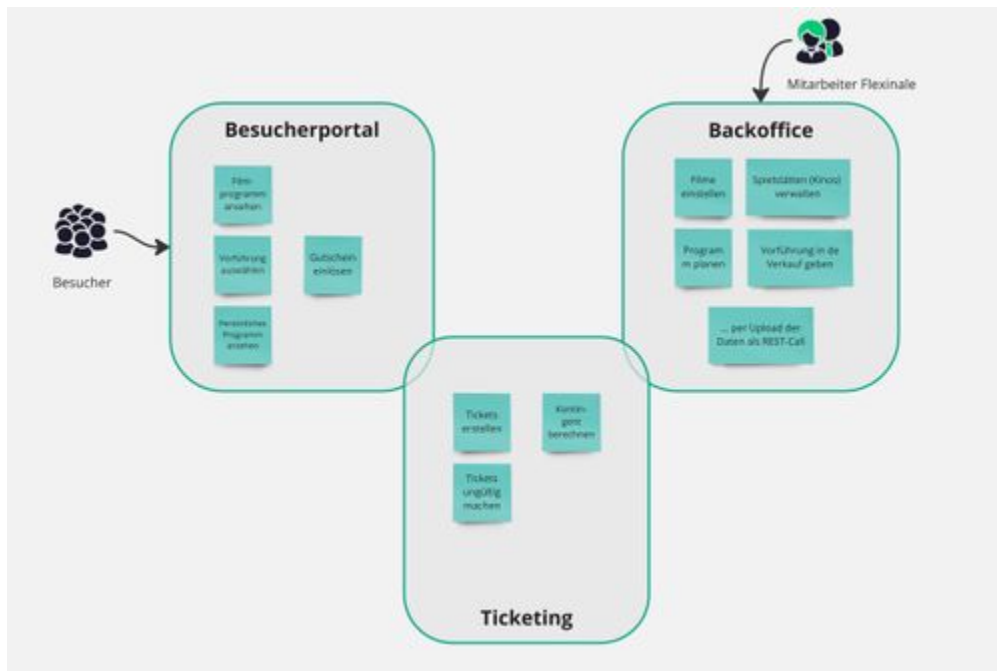 Mitarbeiter Flexinale
Besucherportal
Film-
programm
ansehen
Vorführung
auswählen
Gutschein
einlösen
Persönliches
Programm
ansehen
Besucher
Backoffice
Filme
einstellen
Spielstätten (Kinos)
verwalten
Program
m planen
Vorführung in de
Verkauf geben
... per Upload der
Daten als REST-Call
Tickets
erstellen
Kontin-
gent
berechnen
Tickets
ungültig
machen
Ticketing